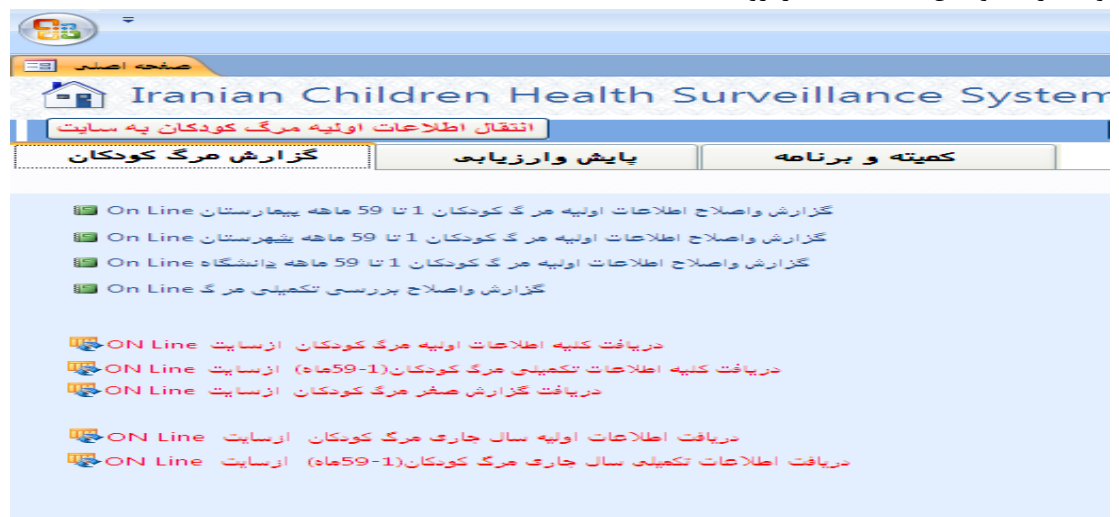 صفحه اصلی
Iranian Children Health Surveillance System
انتقال اطلاعات اولیه مرگ کودکان به سایت
گزارش مرگ کودکان
پایش وارزیابی
کمیته و برنامه
گزارش واصلاح اطلاعات اولیه مر گ کودکان 1 تا 59 ماهه بیمارستان On Line
گزارش واصلاح اطلاعات اولیه مر گ کودکان 1 تا 59 ماهه شهرستان On Line
گزارش واصلاح اطلاعات اولیه مر گ کودکان 1 تا 59 ماهه دانشگاه On Line
گزارش واصلاح بررسی تکمیلی مر گ On Line
دریافت کلیه اطلاعات اولیه مرگ کودکان ازسایت ON Line
دریافت کلیه اطلاعات تکمیلی مرگ کودکان(1-59ماه) ازسایت ON Line
دریافت گزارش صفر مرگ کودکان ازسایت ON Line
دریافت اطلاعات اولیه سال جاری مرگ کودکان ازسایت ON Line
دریافت اطلاعات تکمیلی سال جاری مرگ کودکان(1-59ماه) ازسایت ON Line